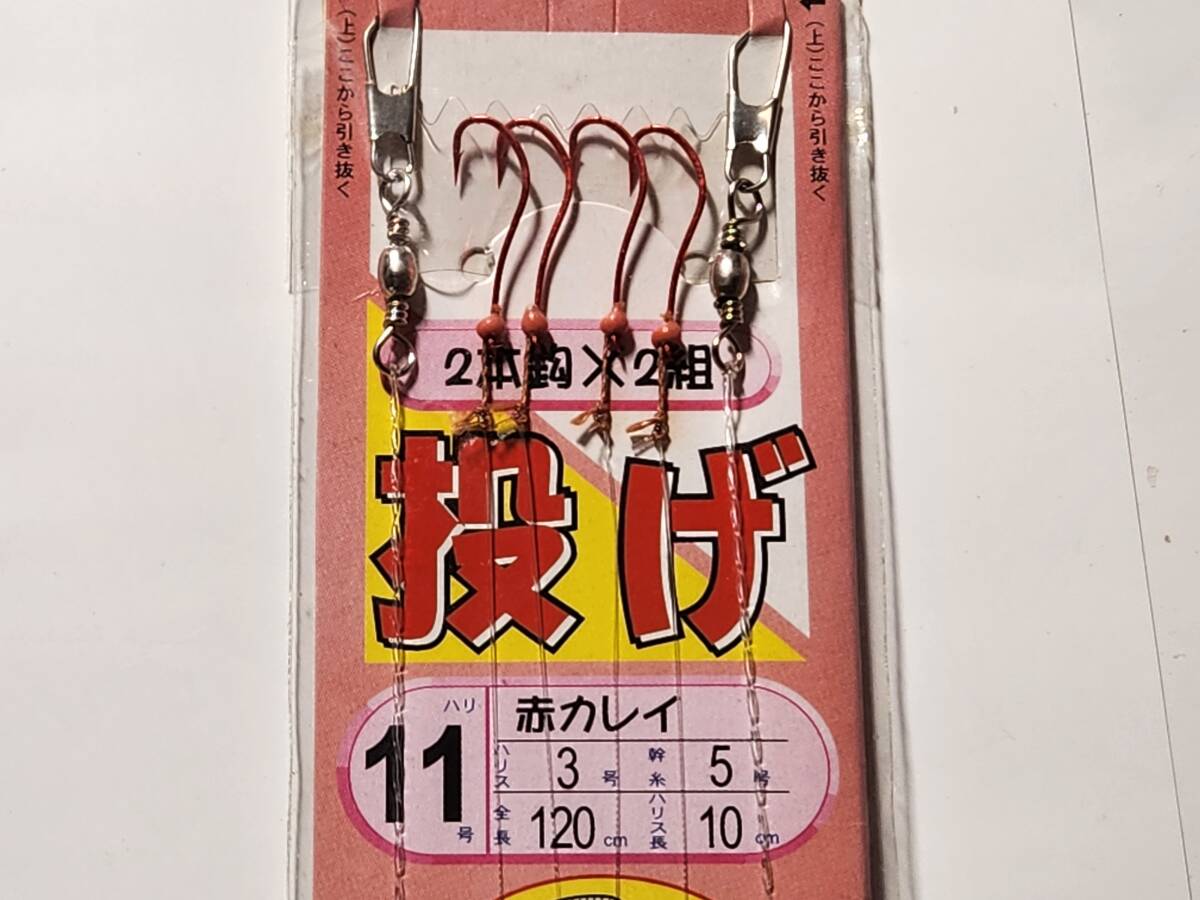 (上)ここから引き抜く
(上)ここから引き抜く
2本鈎×2組
投げ
ハリ
11
号
赤カレイ
ハリス 3 号 幹糸 5 号
全長 120 cm ハリス長 10 cm